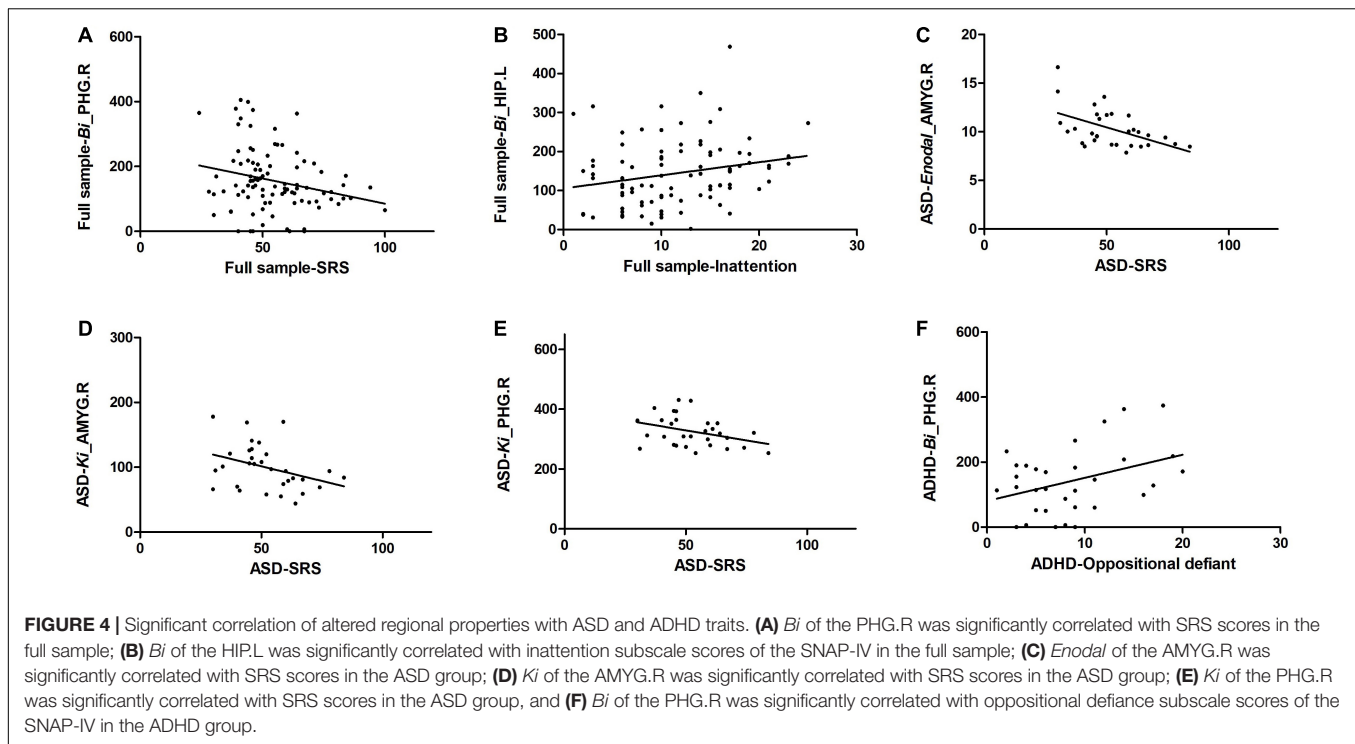 A
600
400
200
0
0
50
100
Full sample-Bi_PHG.R
Full sample-SRS
B
500
400
300
200
100
0
0
10
20
30
Full sample-Bi_HIP.L
Full sample-Inattention
C
20
15
10
5
0
0
50
100
ASD-Enodal_AMYG.R
ASD-SRS
D
300
200
100
0
0
50
100
ASD-Ki_AMYG.R
ASD-SRS
E
600
400
200
0
0
50
100
ASD-Ki_PHG.R
ASD-SRS
F
600
400
200
0
0
10
20
30
ADHD-Bi_PHG.R
ADHD-Oppositional defiant
FIGURE 4 | Significant correlation of altered regional properties with ASD and ADHD traits. (A) Bi of the PHG.R was significantly correlated with SRS scores in the
full sample; (B) Bi of the HIP.L was significantly correlated with inattention subscale scores of the SNAP-IV in the full sample; (C) Enodal of the AMYG.R was
significantly correlated with SRS scores in the ASD group; (D) Ki of the AMYG.R was significantly correlated with SRS scores in the ASD group; (E) Ki of the PHG.R
was significantly correlated with SRS scores in the ASD group, and (F) Bi of the PHG.R was significantly correlated with oppositional defiance subscale scores of the
SNAP-IV in the ADHD group.